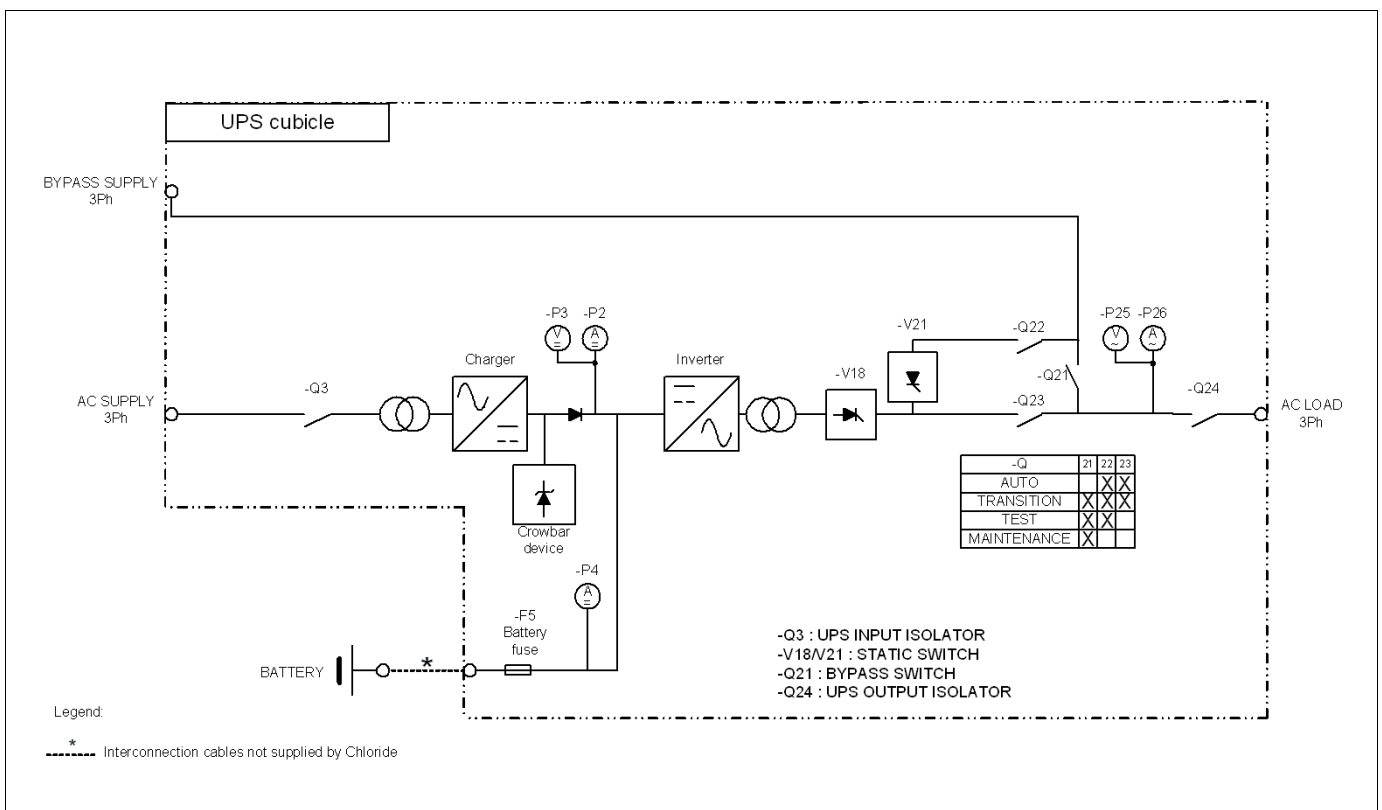 UPS cubicle
BYPASS SUPPLY
3Ph
-P3
-P2
V
A
-V21
-Q22
-P25
-P26
V
~
A
~
Charger
Inverter
-V18
-Q21
-Q3
-Q23
-Q24
AC SUPPLY
3Ph
AC LOAD
3Ph
-Q 21 22 23
AUTO X X
TRANSITION X X X
TEST X X
MAINTENANCE X
Crowbar
device
-P4
A
-F5
Battery
fuse
BATTERY
*
-Q3 : UPS INPUT ISOLATOR
-V18/V21 : STATIC SWITCH
-Q21 : BYPASS SWITCH
-Q24 : UPS OUTPUT ISOLATOR
Legend:
* Interconnection cables not supplied by Chloride